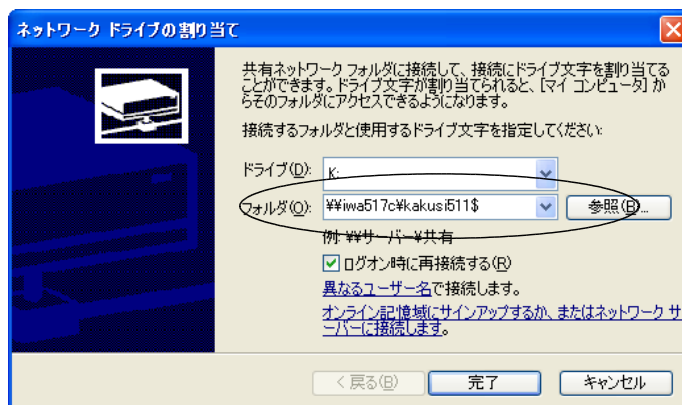 ネットワーク ドライブの割り当て
共有ネットワーク フォルダに接続して、接続にドライブ文字を割り当てる
ことができます。ドライブ文字が割り当てられると、[マイ コンピュータ] か
らそのフォルダにアクセスできるようになります。
接続するフォルダと使用するドライブ文字を指定してください:
ドライブ(D): K:
フォルダ(O): ¥¥iwa517c¥kakusi511$ 参照(B)...
例: ¥¥サーバー¥共有
ログオン時に再接続する(R)
異なるユーザー名で接続します。
オンライン記憶域にサインアップするか、またはネットワーク サ
ーバーに接続します。
< 戻る(B) 完了 キャンセル